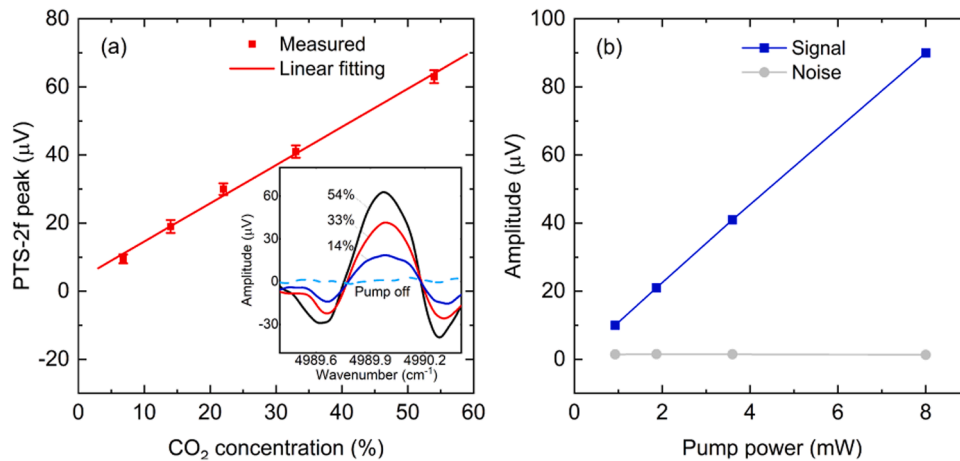 (a)
Measured
Linear fitting
PTS-2f peak (μV)
80
60
40
20
0
-20
0
10
20
30
40
50
60
CO₂ concentration (%)
54%
33%
14%
Pump off
Amplitude (μV)
60
30
0
-30
4989.6
4989.9
4990.2
Wavenumber (cm⁻¹)
(b)
Signal
Noise
Amplitude (μV)
100
80
60
40
20
0
0
2
4
6
8
Pump power (mW)